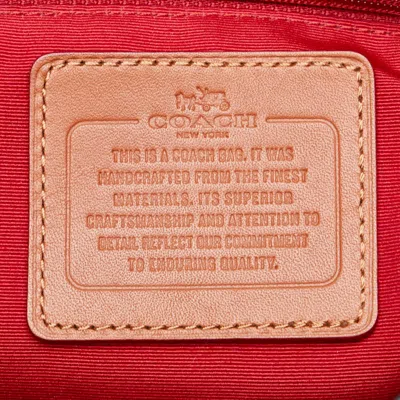 COACH
NEW YORK
THIS IS A COACH BAG. IT WAS
HANDCRAFTED FROM THE FINEST
MATERIALS. ITS SUPERIOR
CRAFTSMANSHIP AND ATTENTION TO
DETAIL REFLECT OUR COMMITMENT
TO ENDURING QUALITY.